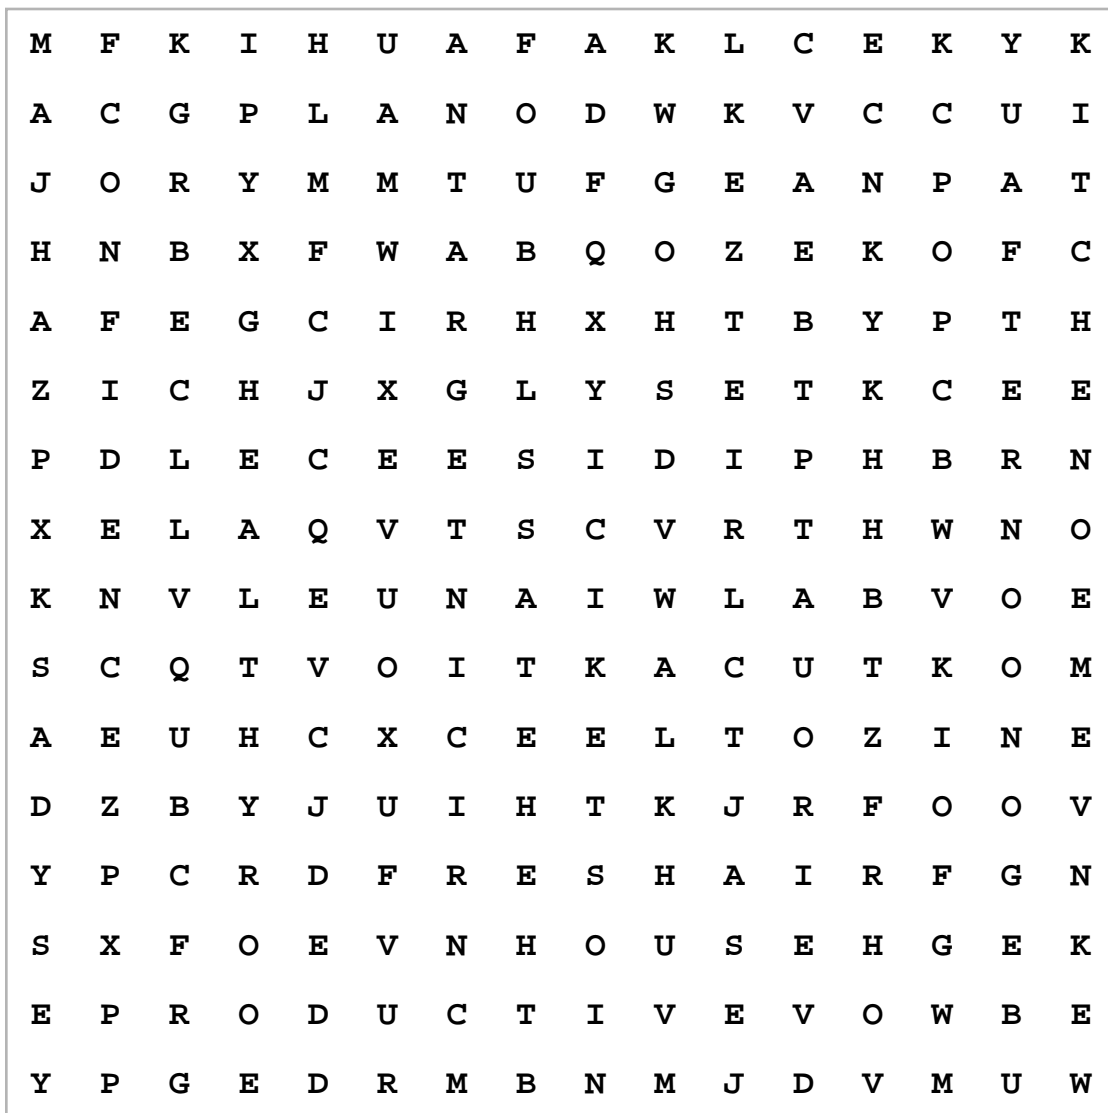 M F K I H U A F A K L C E K Y K
A C G P L A N O D W K V C C U I
J O R Y M M T U F G E A N P A T
H N B X F W A B Q O Z E K O F C
A F E G C I R H X H T B Y P T H
Z I C H J X G L Y S E T K C E E
P D L E C E E S I D I P H B R N
X E L A Q V T S C V R T H W N O
K N V L E U N A I W L A B V O E
S C Q T V O I T K A C U T K O M
A E U H C X C E E L T O Z I N E
D Z B Y J U I H T K J R F O O V
Y P C R D F R E S H A I R F G N
S X F O E V N H O U S E H G E K
E P R O D U C T I V E V O W B E
Y P G E D R M B N M J D V M U W